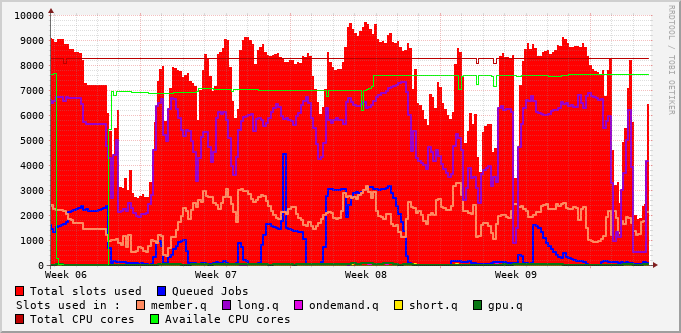 10000
9000
8000
7000
6000
5000
4000
3000
2000
1000
0
Week 06 Week 07 Week 08 Week 09
RRDTOOL / TOBI OETIKER
Total slots used Queued Jobs
Slots used in : member.q long.q ondemand.q short.q gpu.q
Total CPU cores Availale CPU cores